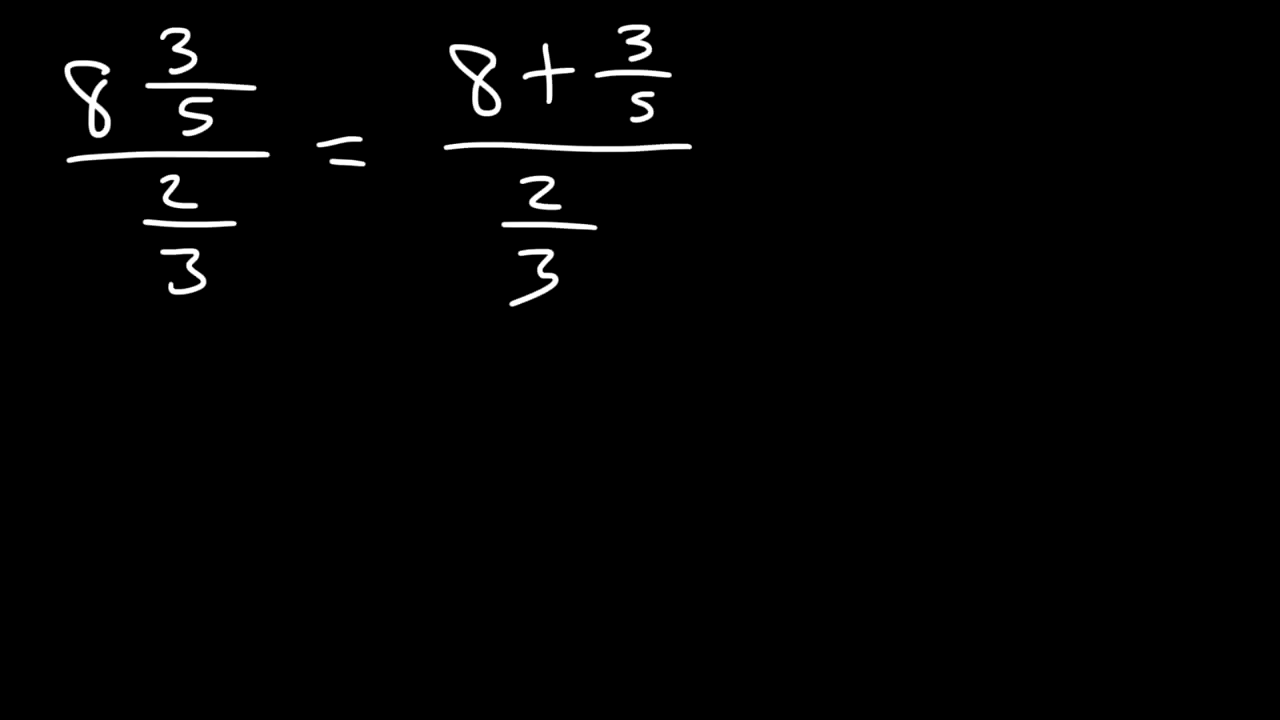 8 3/5 / 2/3 = 8 + 3/5 / 2/3